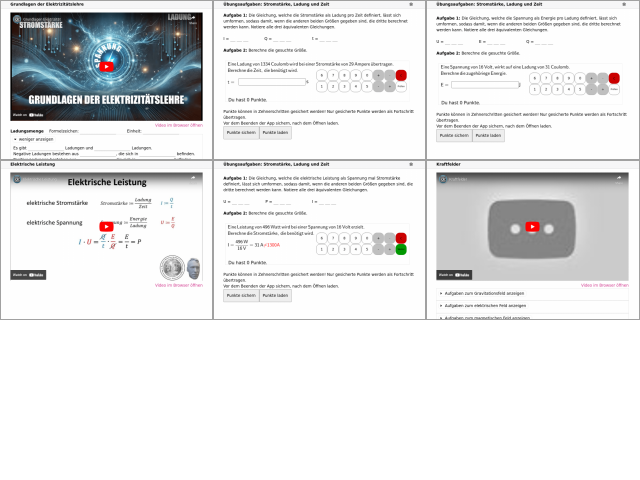 Grundlagen der Elektrizitätslehre
Grundlagen der Elektrizitätslehre
STROMSTÄRKE
LADUNG
SPANNUNG
GRUNDLAGEN DER ELEKTRIZITÄTSLEHRE
Watch on YouTube
Video im Browser öffnen
Ladungsmenge Formelzeichen: Einheit:
weniger anzeigen
Es gibt Ladungen und Ladungen.
Negative Ladungen bestehen aus , die sich in befinden.
Übungsaufgaben: Stromstärke, Ladung und Zeit
Aufgabe 1: Die Gleichung, welche die Stromstärke als Ladung pro Zeit definiert, lässt sich
umformen, sodass damit, wenn die anderen beiden Größen gegeben sind, die dritte berechnet
werden kann. Notiere alle drei äquivalenten Gleichungen.
I = Q = t =
Aufgabe 2: Berechne die gesuchte Größe.
Eine Ladung von 1334 Coulomb wird bei einer Stromstärke von 29 Ampere übertragen.
Berechne die Zeit, die benötigt wird.
t = s
6 7 8 9 0
1 2 3 4 5
Du hast 0 Punkte.
Punkte können in Zehnerschritten gesichert werden! Nur gesicherte Punkte werden als Fortschritt
übertragen.
Vor dem Beenden der App sichern, nach dem Öffnen laden.
Punkte sichern Punkte laden
Übungsaufgaben: Stromstärke, Ladung und Zeit
Aufgabe 1: Die Gleichung, welche die Spannung als Energie pro Ladung definiert, lässt sich
umformen, sodass damit, wenn die anderen beiden Größen gegeben sind, die dritte berechnet
werden kann. Notiere alle drei äquivalenten Gleichungen.
U = E = Q =
Aufgabe 2: Berechne die gesuchte Größe.
Eine Spannung von 16 Volt, wirkt auf eine Ladung von 31 Coulomb.
Berechne die zugehörige Energie.
E = J
6 7 8 9 0
1 2 3 4 5
Du hast 0 Punkte.
Punkte können in Zehnerschritten gesichert werden! Nur gesicherte Punkte werden als Fortschritt
übertragen.
Vor dem Beenden der App sichern, nach dem Öffnen laden.
Punkte sichern Punkte laden
Elektrische Leistung
Elektrische Leistung
elektrische Stromstärke Stromstärke = Ladung / Zeit I = Q / t
elektrische Spannung Spannung = Energie / Ladung U = E / Q
I · U = Q / t · E / Q = E / t = P
Watch on YouTube
Video im Browser öffnen
Übungsaufgaben: Stromstärke, Ladung und Zeit
Aufgabe 1: Die Gleichung, welche die elektrische Leistung als Spannung mal Stromstärke
definiert, lässt sich umformen, sodass damit, wenn die anderen beiden Größen gegeben sind, die
dritte berechnet werden kann. Notiere alle drei äquivalenten Gleichungen.
U = P = I =
Aufgabe 2: Berechne die gesuchte Größe.
Eine Leistung von 496 Watt wird bei einer Spannung von 16 Volt erzielt.
Berechne die Stromstärke, die benötigt wird.
I = 496 W / 16 V = 31 A ≠ 1300A
6 7 8 9 0
1 2 3 4 5
Du hast 0 Punkte.
Punkte können in Zehnerschritten gesichert werden! Nur gesicherte Punkte werden als Fortschritt
übertragen.
Vor dem Beenden der App sichern, nach dem Öffnen laden.
Punkte sichern Punkte laden
Kraftfelder
Kraftfelder
Watch on YouTube
Video im Browser öffnen
Aufgaben zum Gravitationsfeld anzeigen
Aufgaben zum elektrischen Feld anzeigen
Aufgaben zum magnetischen Feld anzeigen